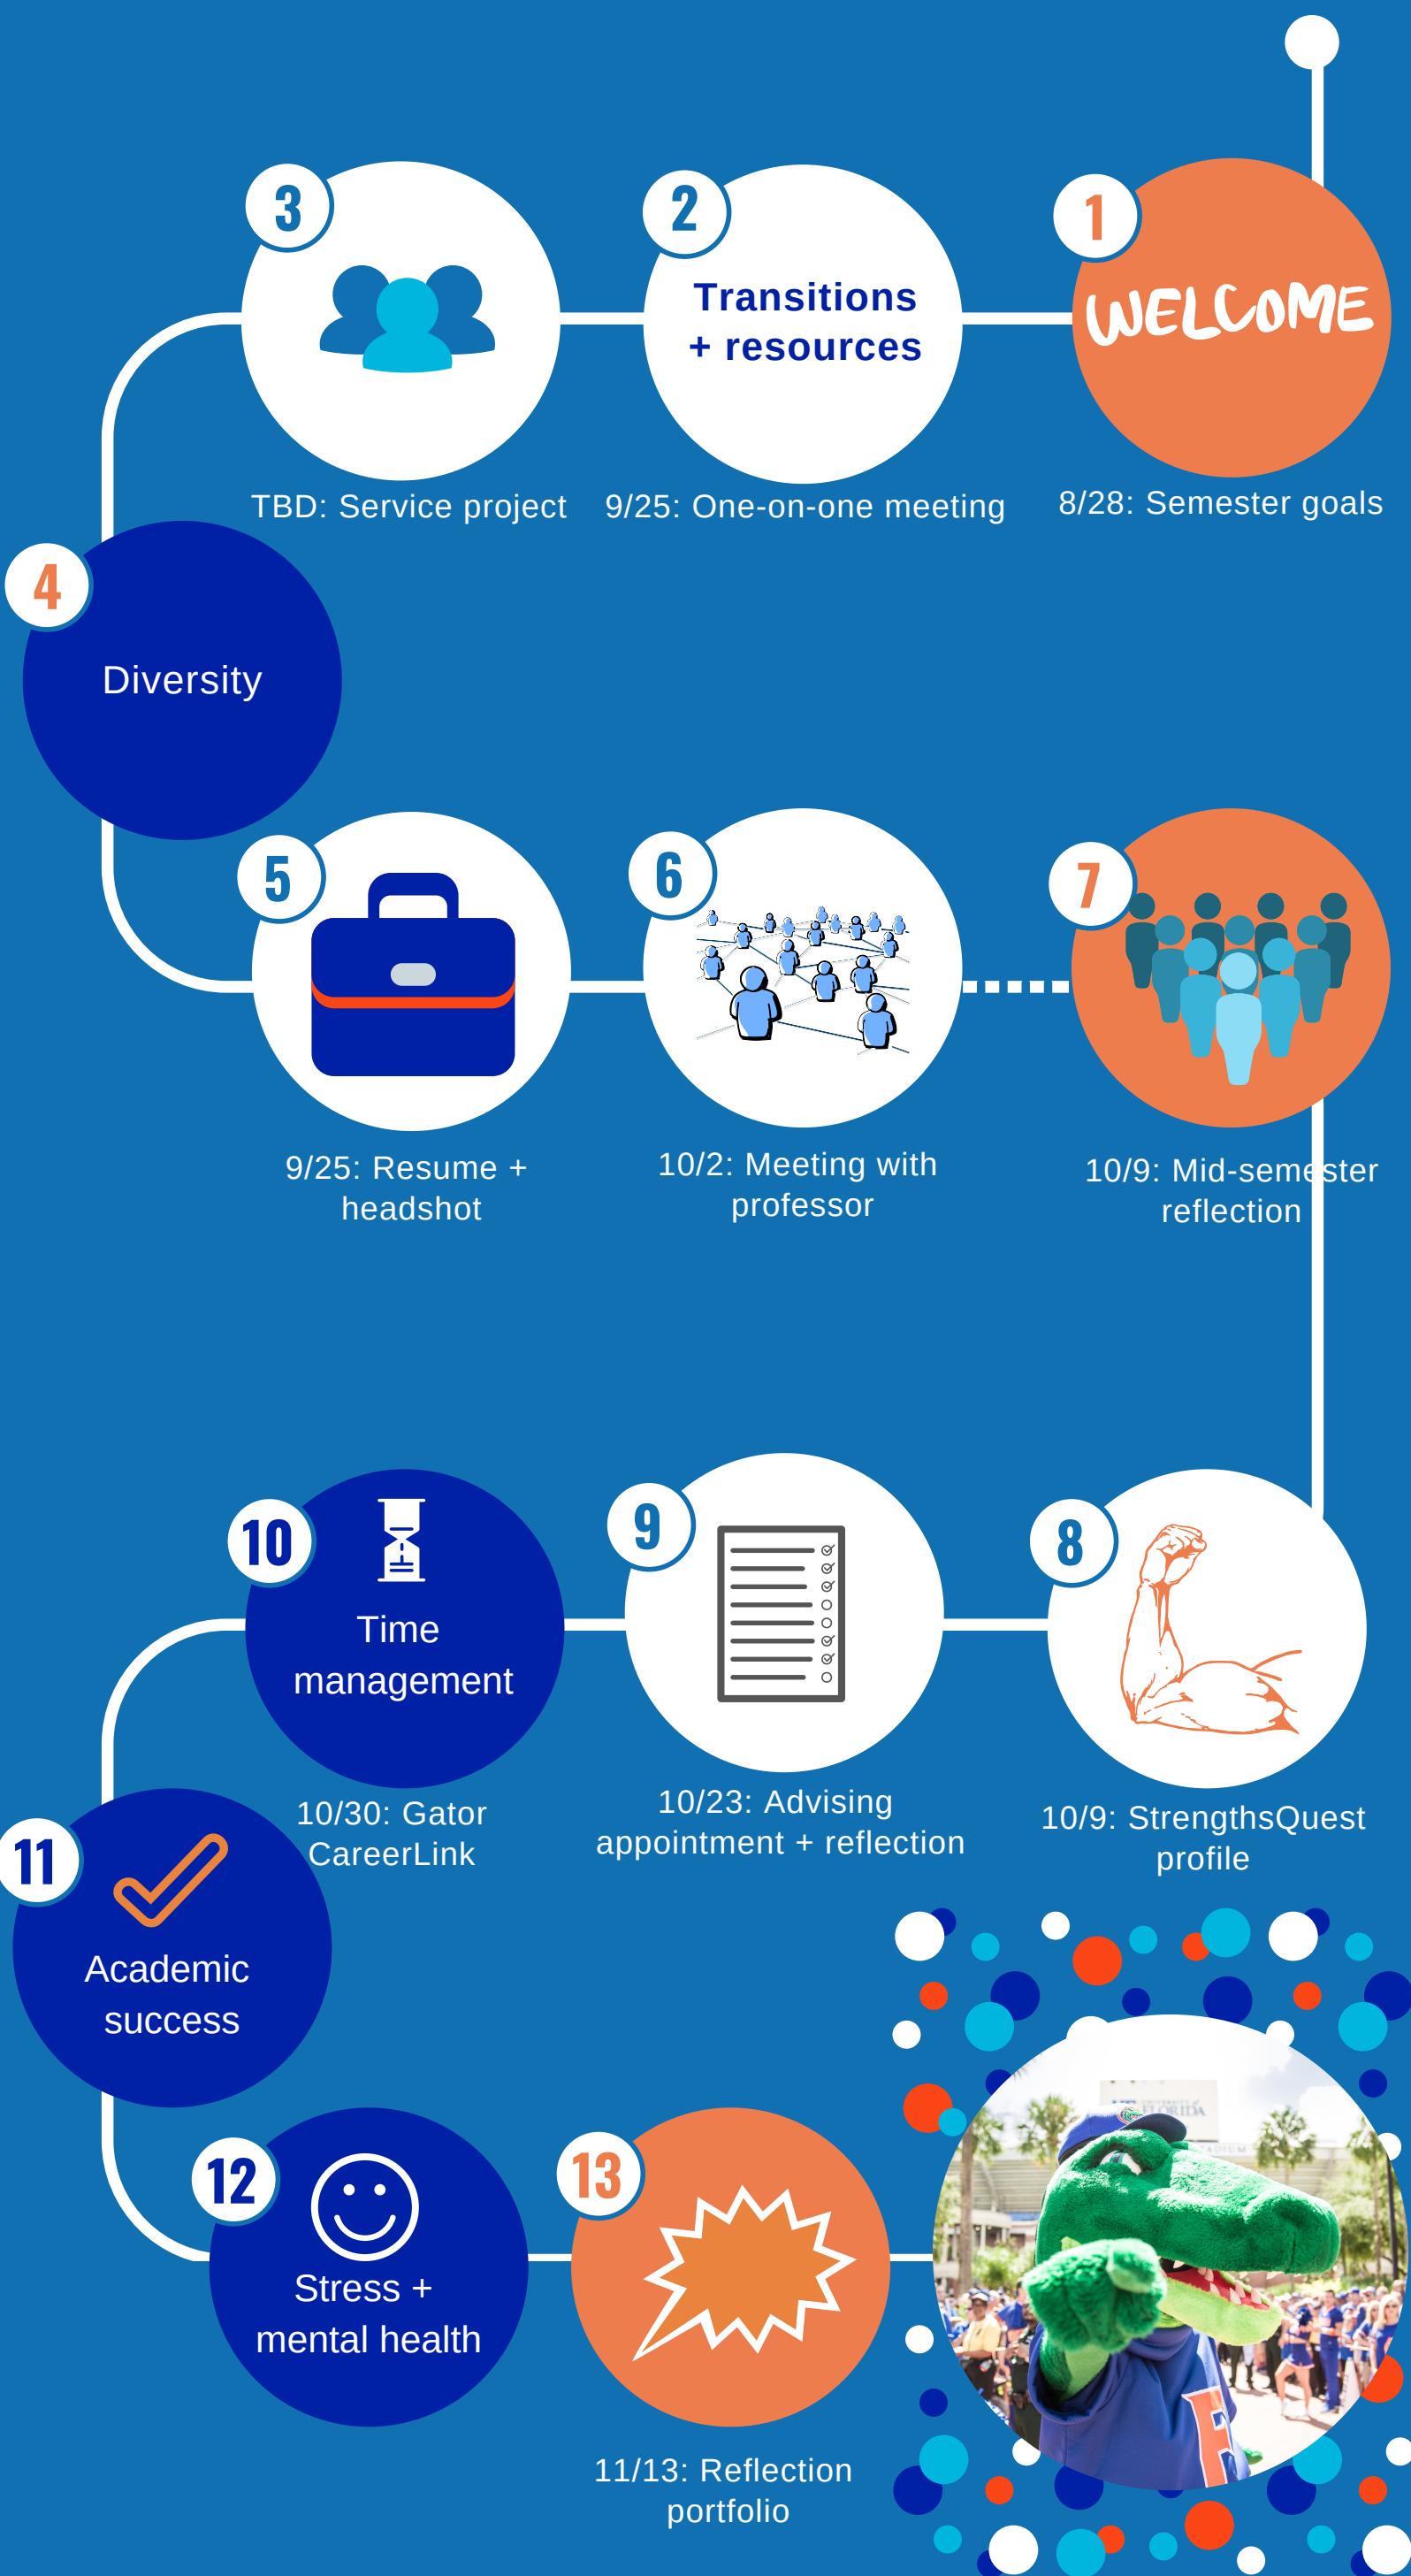 1
WELCOME
8/28: Semester goals
2
Transitions
+ resources
9/25: One-on-one meeting
3
TBD: Service project
4
Diversity
5
9/25: Resume +
headshot
6
10/2: Meeting with
professor
7
10/9: Mid-semester
reflection
8
10/9: StrengthsQuest
profile
9
10/23: Advising
appointment + reflection
10
Time
management
10/30: Gator
CareerLink
11
Academic
success
12
Stress +
mental health
13
11/13: Reflection
portfolio
FLORIDA
F